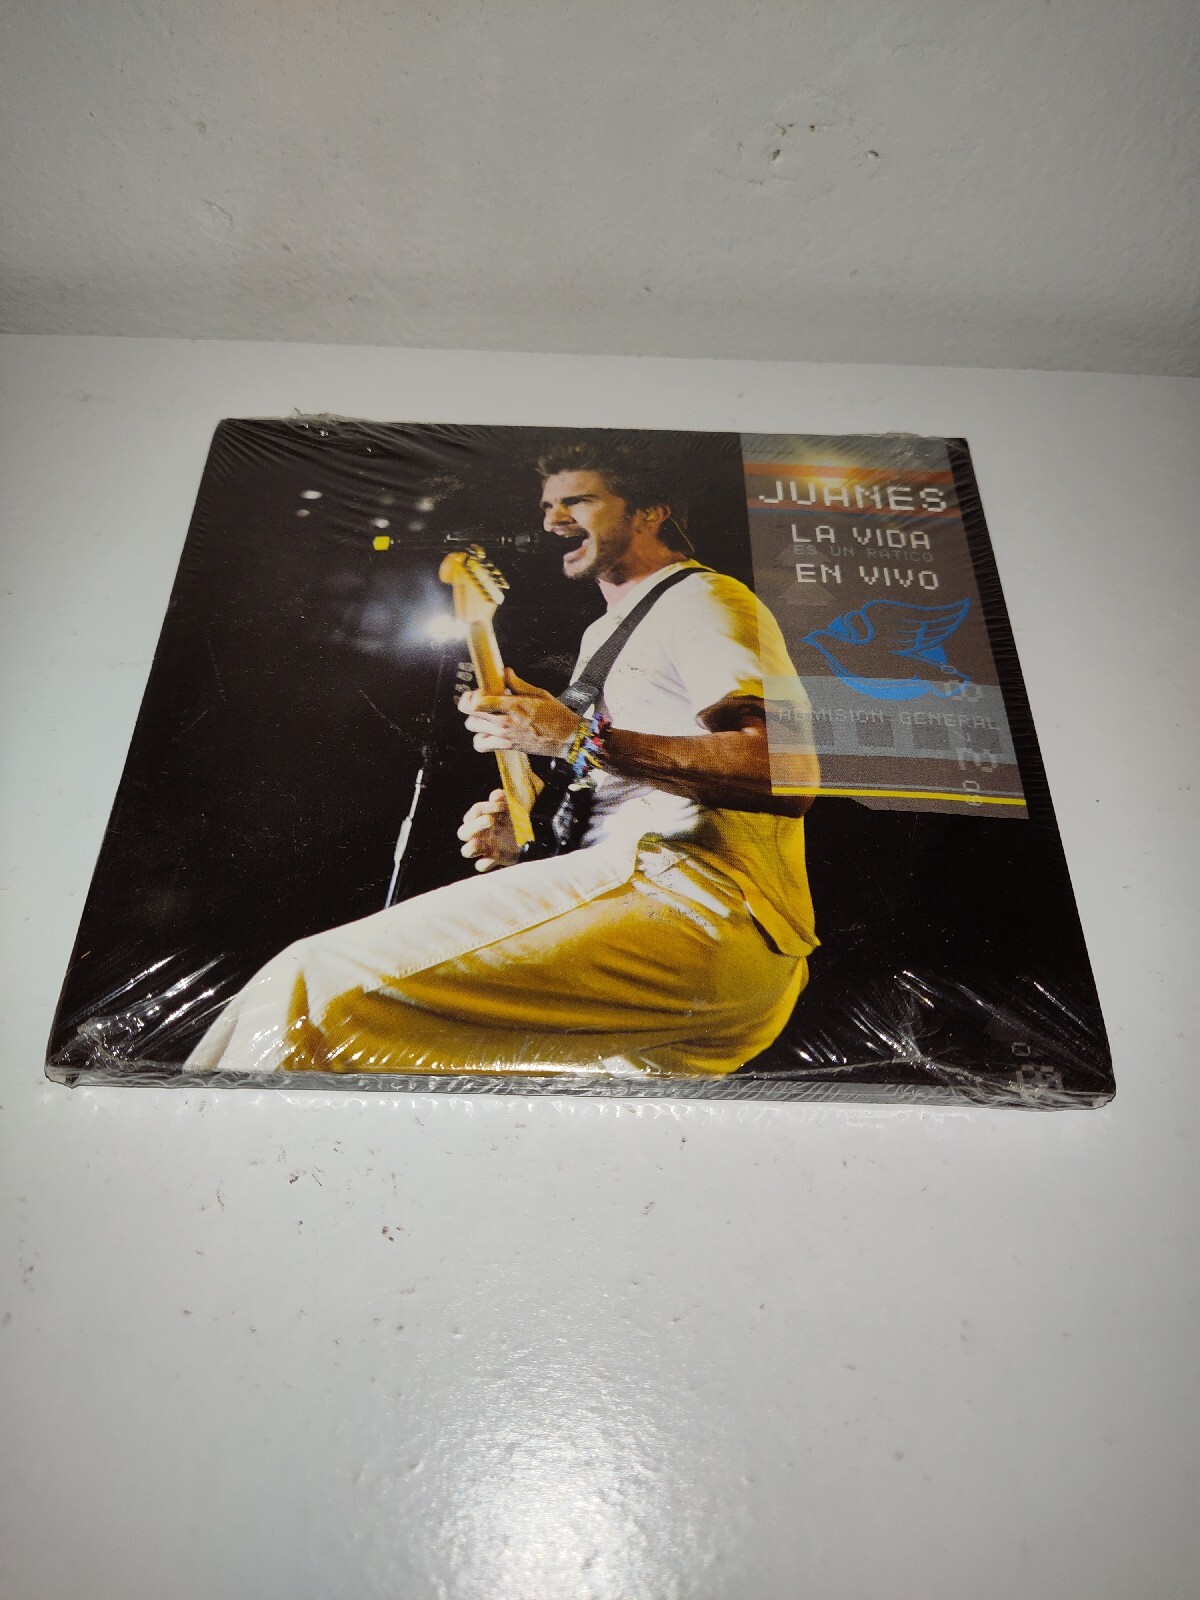 JUANES
LA VIDA
ES UN RATICO
EN VIVO
ADMISION GENERAL